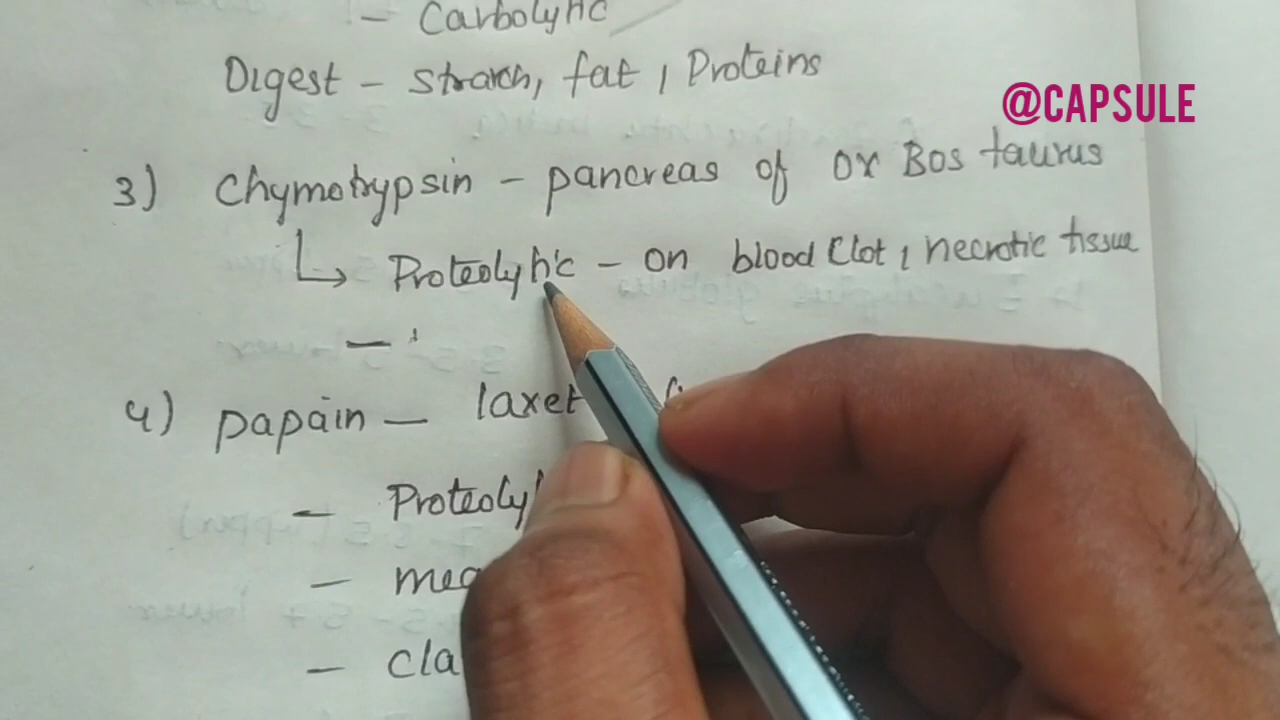 - Carbolytic
Digest - Strach, fat, Proteins
@CAPSULE
3) Chymotrypsin - pancreas of ox Bos taurus
Proteolytic - on blood clot, necrotic tissue
-
4) papain - laxet
- Proteoly
- mea
- cla